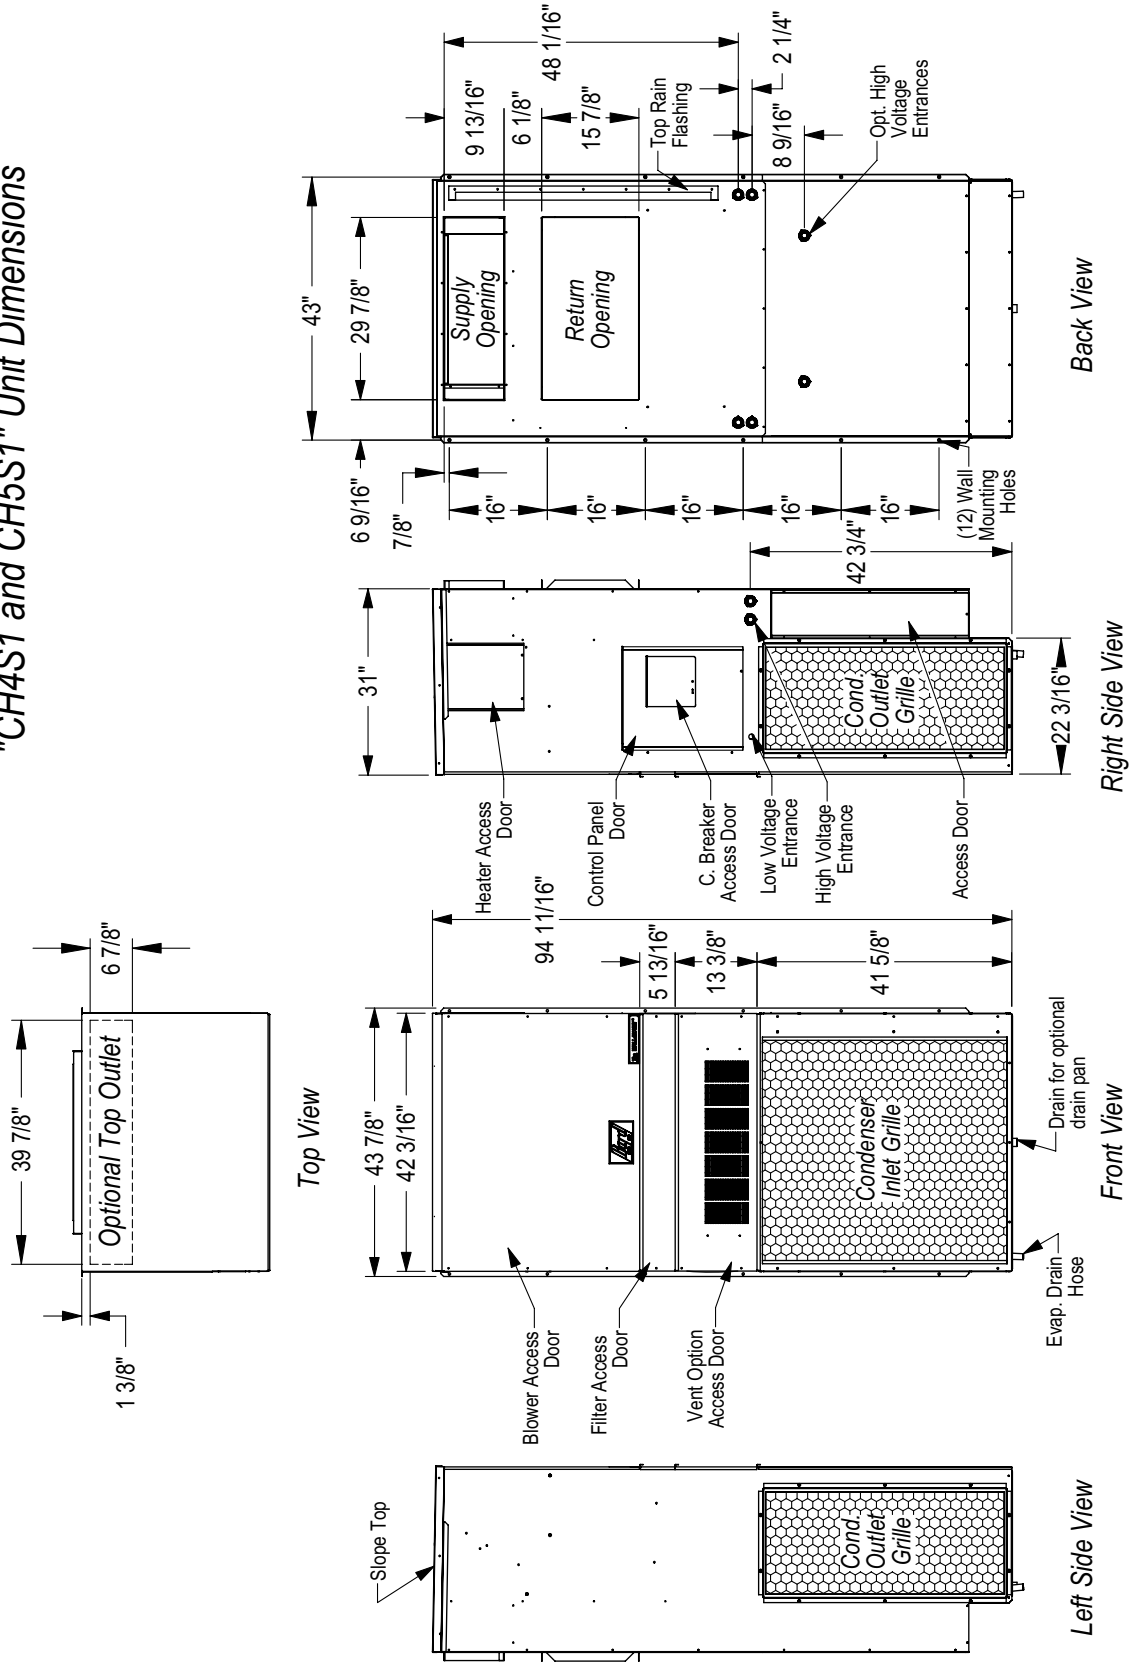 "CH4S1 and CH5S1" Unit Dimensions
39 7/8"
6 7/8"
1 3/8"
Optional Top Outlet
Top View
Slope Top
Cond.
Outlet
Grille
Left Side View
43 7/8"
42 3/16"
94 11/16"
5 13/16"
13 3/8"
41 5/8"
Blower Access
Door
Filter Access
Door
Vent Option
Access Door
Bard
Condenser
Inlet Grille
Evap. Drain
Hose
Drain for optional
drain pan
Front View
31"
Heater Access
Door
Control Panel
Door
C. Breaker
Access Door
Low Voltage
Entrance
High Voltage
Entrance
Access Door
Cond.
Outlet
Grille
42 3/4"
22 3/16"
Right Side View
43"
29 7/8"
6 9/16"
7/8"
16"
16"
16"
16"
16"
(12) Wall
Mounting
Holes
Supply
Opening
Return
Opening
9 13/16"
6 1/8"
15 7/8"
48 1/16"
2 1/4"
8 9/16"
Top Rain
Flashing
Opt. High
Voltage
Entrances
Back View